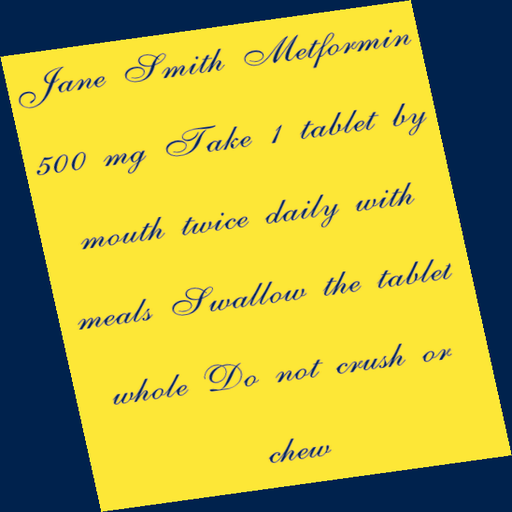 Jane Smith Metformin
500 mg Take 1 tablet by
mouth twice daily with
meals Swallow the tablet
whole Do not crush or
chew